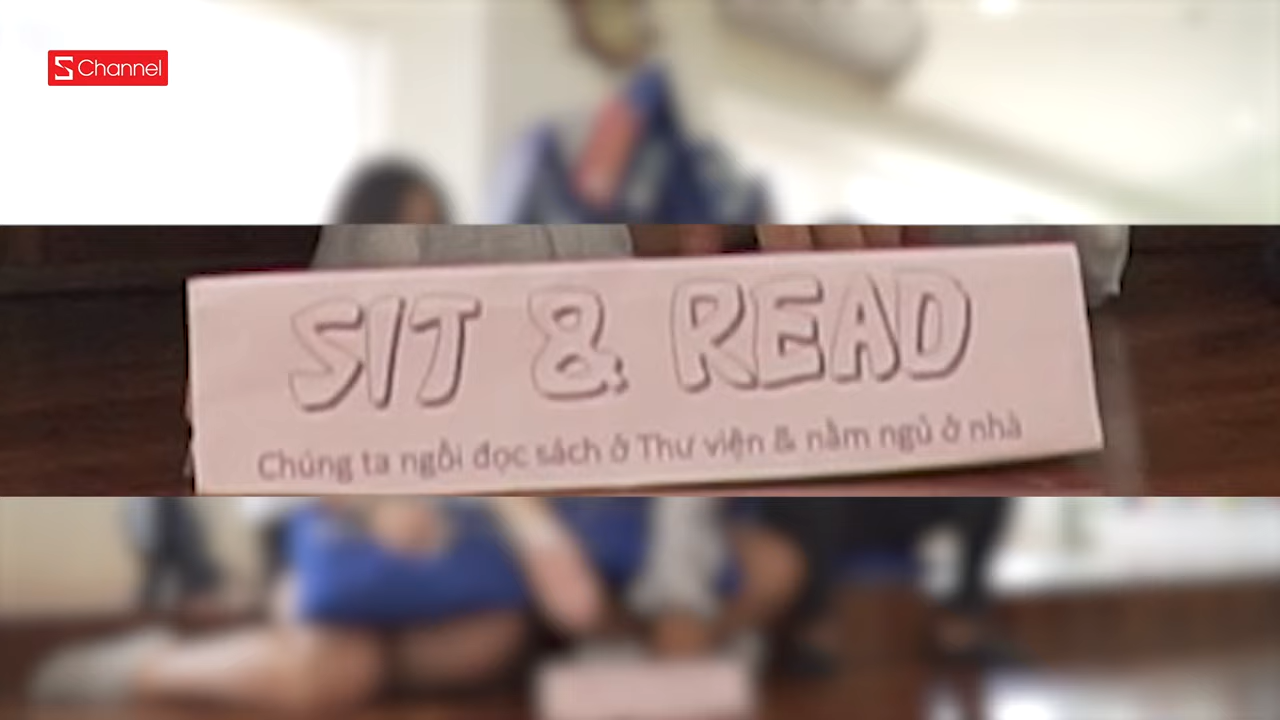 S Channel
SIT & READ
Chúng ta ngồi đọc sách ở Thư viện & nằm ngủ ở nhà